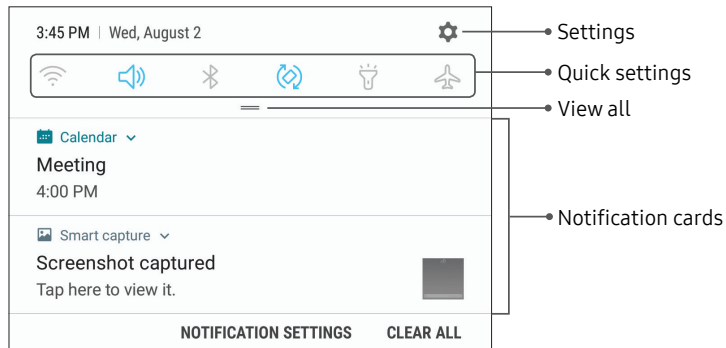 3:45 PM | Wed, August 2
Settings
Quick settings
View all
Calendar
Meeting
4:00 PM
Notification cards
Smart capture
Screenshot captured
Tap here to view it.
NOTIFICATION SETTINGS CLEAR ALL